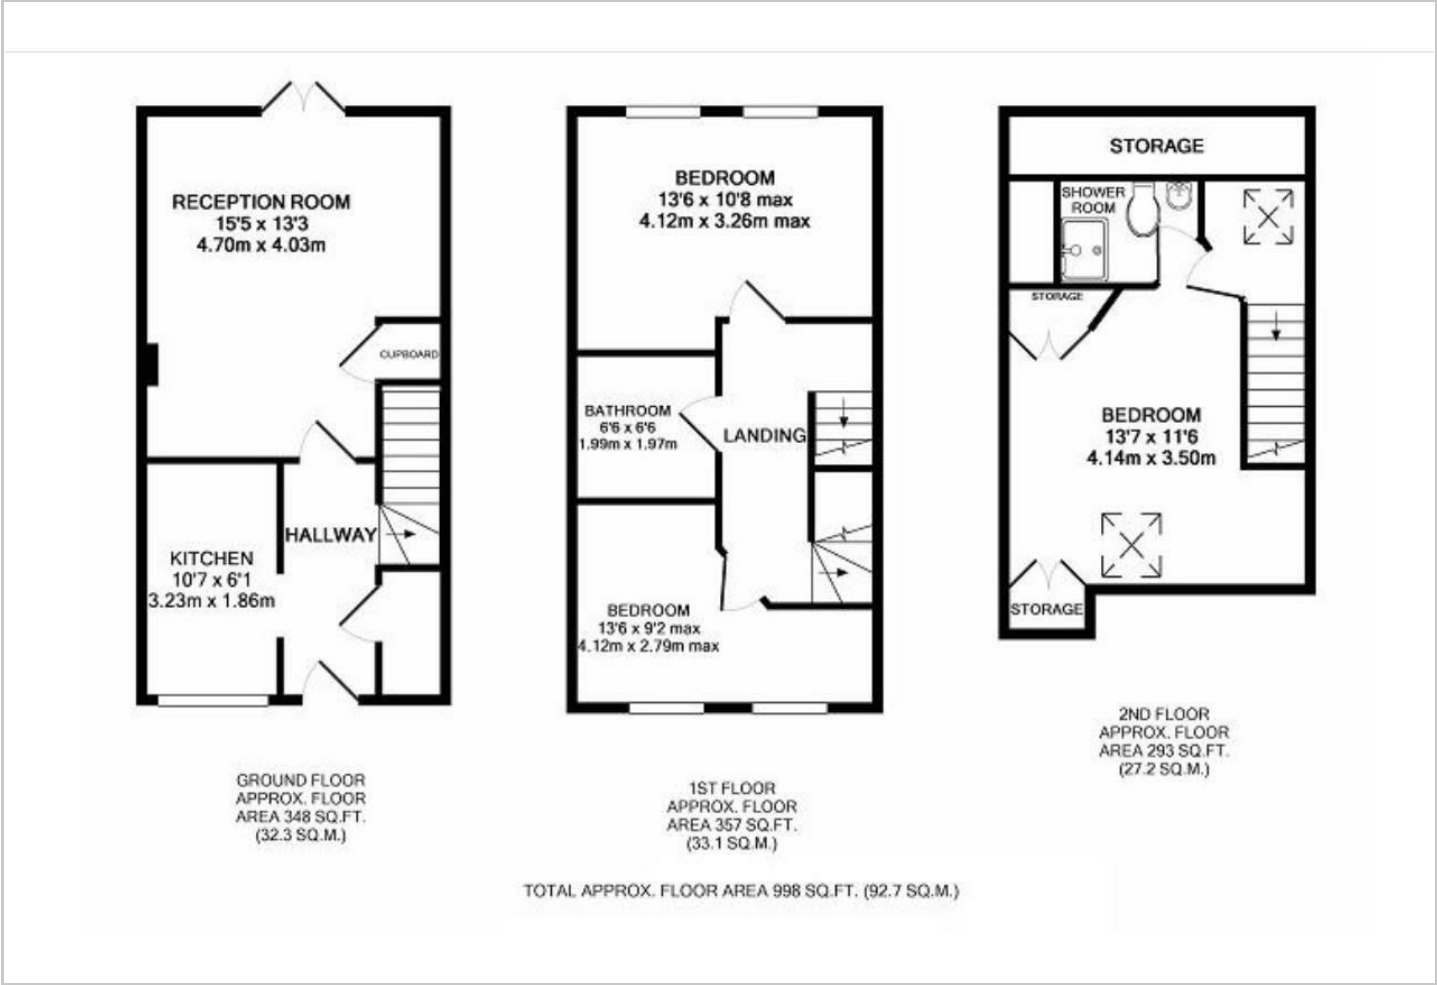 RECEPTION ROOM
15'5 x 13'3
4.70m x 4.03m
CUPBOARD
KITCHEN
10'7 x 6'1
3.23m x 1.86m
HALLWAY
GROUND FLOOR
APPROX. FLOOR
AREA 348 SQ.FT.
(32.3 SQ.M.)
BEDROOM
13'6 x 10'8 max
4.12m x 3.26m max
BATHROOM
6'6 x 6'6
1.99m x 1.97m
LANDING
BEDROOM
13'6 x 9'2 max
4.12m x 2.79m max
1ST FLOOR
APPROX. FLOOR
AREA 357 SQ.FT.
(33.1 SQ.M.)
STORAGE
SHOWER
ROOM
STORAGE
BEDROOM
13'7 x 11'6
4.14m x 3.50m
STORAGE
2ND FLOOR
APPROX. FLOOR
AREA 293 SQ.FT.
(27.2 SQ.M.)
TOTAL APPROX. FLOOR AREA 998 SQ.FT. (92.7 SQ.M.)